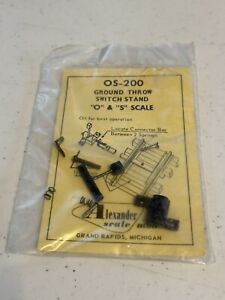 OS-200
GROUND THROW
SWITCH STAND
"O" & "S" SCALE
Oil for best operation
Locate Connector Bar
Between 2 Springs
Alexander
scale
GRAND RAPIDS, MICHIGAN